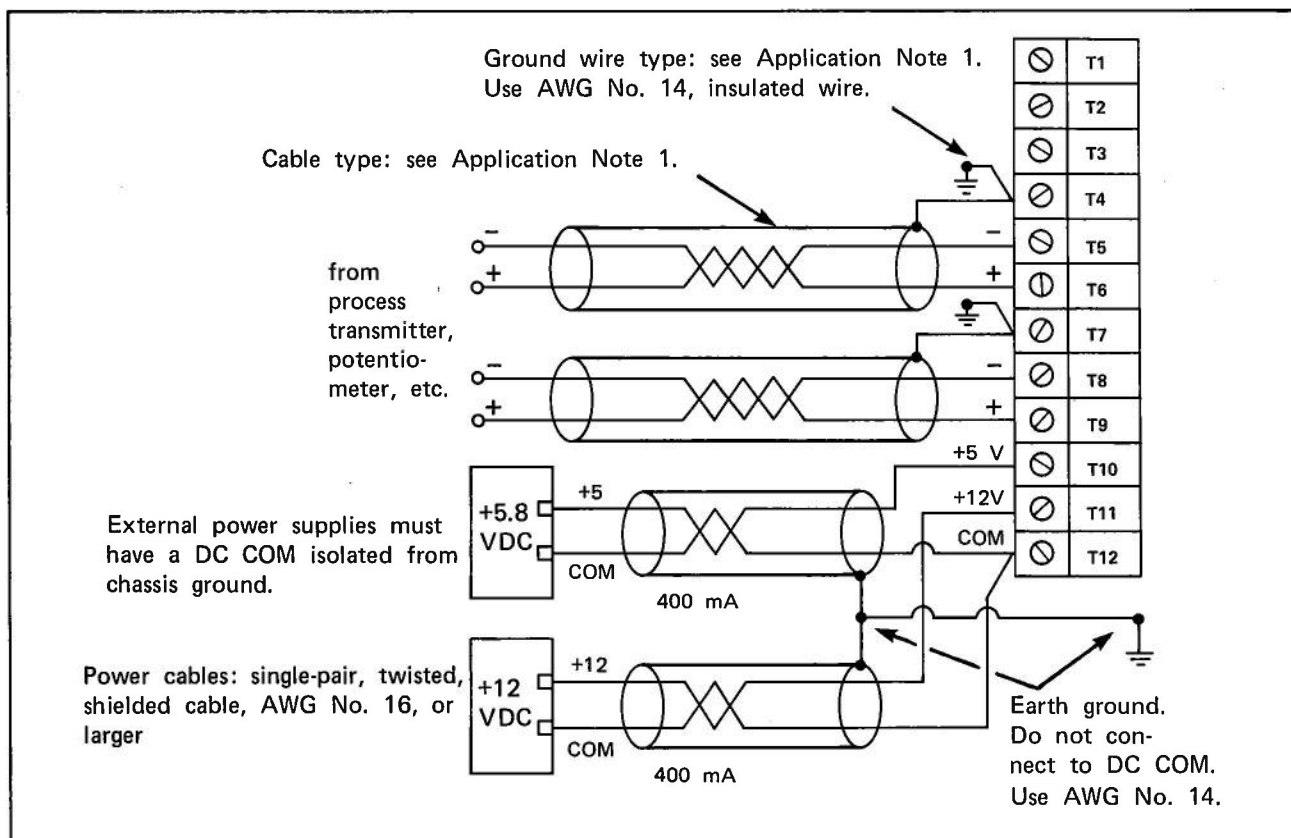 Ground wire type: see Application Note 1.
Use AWG No. 14, insulated wire.
Cable type: see Application Note 1.
T1
T2
T3
T4
T5
T6
T7
T8
T9
T10
T11
T12
−
+
−
+
from
process
transmitter,
potentio-
meter, etc.
−
+
−
+
+5 V
+12V
COM
External power supplies must
have a DC COM isolated from
chassis ground.
+5.8
VDC
+5
COM
400 mA
Power cables: single-pair, twisted,
shielded cable, AWG No. 16, or
larger
+12
VDC
+12
COM
400 mA
Earth ground.
Do not con-
nect to DC COM.
Use AWG No. 14.